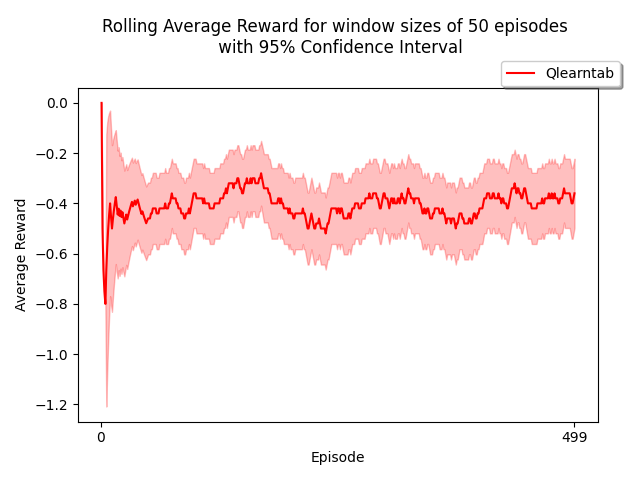 Rolling Average Reward for window sizes of 50 episodes
with 95% Confidence Interval
Qlearntab
0.0
−0.2
−0.4
−0.6
−0.8
−1.0
−1.2
Average Reward
0
499
Episode